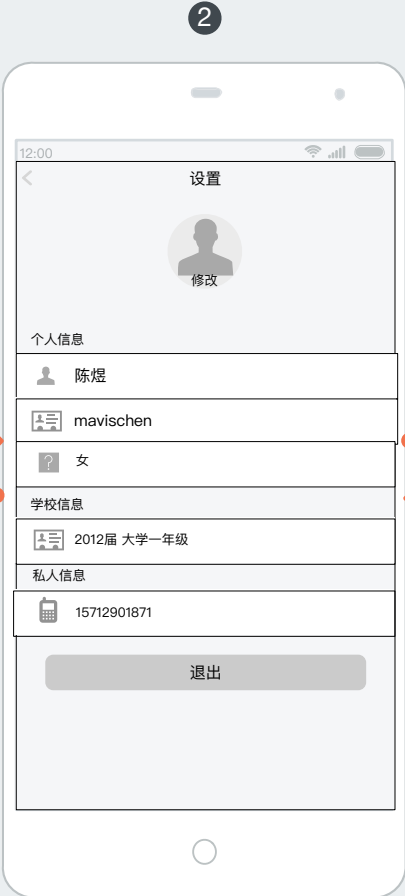 2
12:00
设置
修改
个人信息
陈煜
mavischen
?
女
学校信息
2012届 大学一年级
私人信息
15712901871
退出